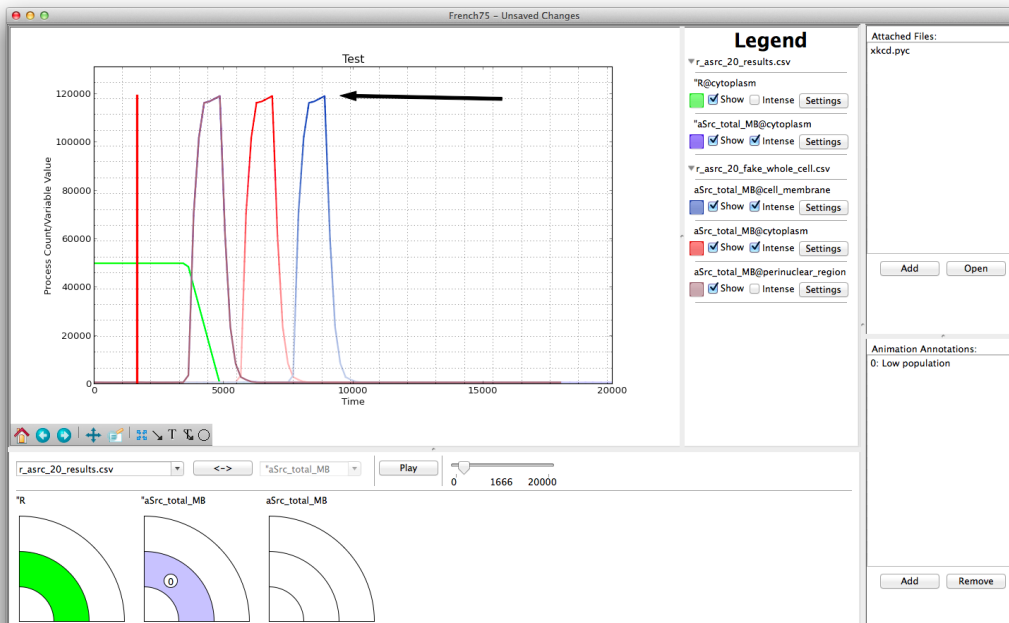 French75 – Unsaved Changes
Test
120000
100000
80000
60000
40000
20000
0
Process Count/Variable Value
0 5000 10000 15000 20000
Time
Legend
r_asrc_20_results.csv
"R@cytoplasm
Show Intense Settings
"aSrc_total_MB@cytoplasm
Show Intense Settings
r_asrc_20_fake_whole_cell.csv
aSrc_total_MB@cell_membrane
Show Intense Settings
aSrc_total_MB@cytoplasm
Show Intense Settings
aSrc_total_MB@perinuclear_region
Show Intense Settings
Attached Files:
xkcd.pyc
Add Open
Animation Annotations:
0: Low population
Add Remove
T T
r_asrc_20_results.csv <-> "aSrc_total_MB Play
0 1666 20000
"R "aSrc_total_MB aSrc_total_MB
0